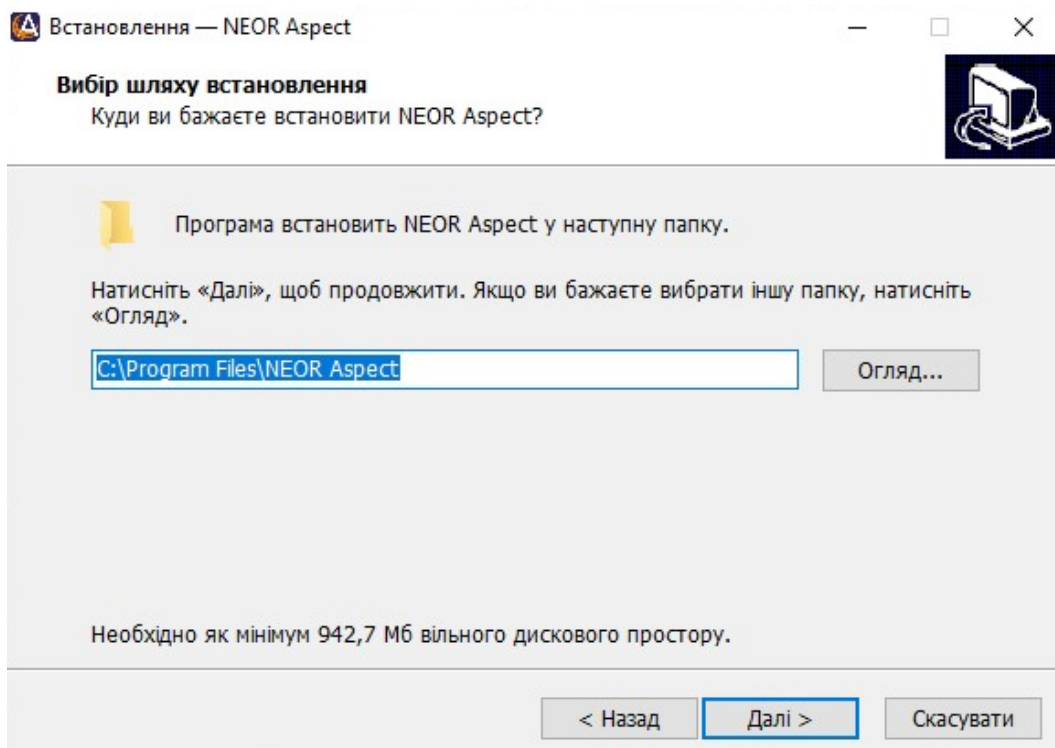 Встановлення — NEOR Aspect
Вибір шляху встановлення
Куди ви бажаєте встановити NEOR Aspect?
Програма встановить NEOR Aspect у наступну папку.
Натисніть «Далі», щоб продовжити. Якщо ви бажаєте вибрати іншу папку, натисніть
«Огляд».
C:\Program Files\NEOR Aspect
Огляд...
Необхідно як мінімум 942,7 Мб вільного дискового простору.
< Назад
Далі >
Скасувати